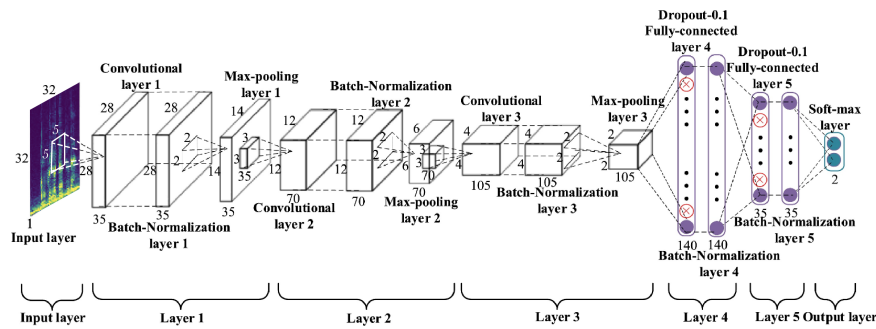 Dropout-0.1
Fully-connected
layer 4
Dropout-0.1
Fully-connected
layer 5
Convolutional
layer 1
Max-pooling
layer 1
Batch-Normalization
layer 2
Convolutional
layer 3
Max-pooling
layer 3
Soft-max
layer
32
32
5
5
1
28
28
35
28
2
2
28
35
14
3
3
35
14
35
12
12
70
12
2
2
12
70
6
3
3
70
6
70
4
4
105
4
2
2
4
105
2
2
105
140
140
35
35
2
Input layer
Batch-Normalization
layer 1
Convolutional
layer 2
Max-pooling
layer 2
Batch-Normalization
layer 3
Batch-Normalization
layer 4
Batch-Normalization
layer 5
Input layer
Layer 1
Layer 2
Layer 3
Layer 4
Layer 5
Output layer